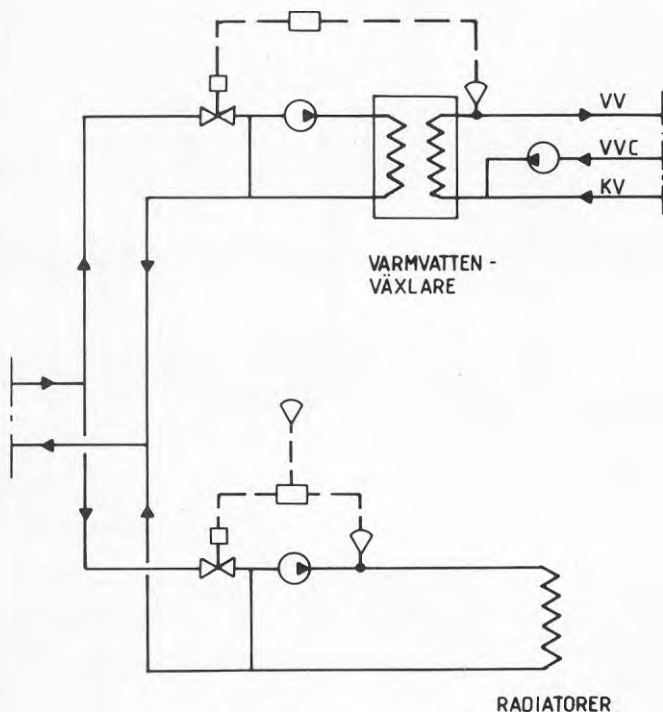 VV
VVC
KV
VARMVATTEN -
VÄXLARE
RADIATORER